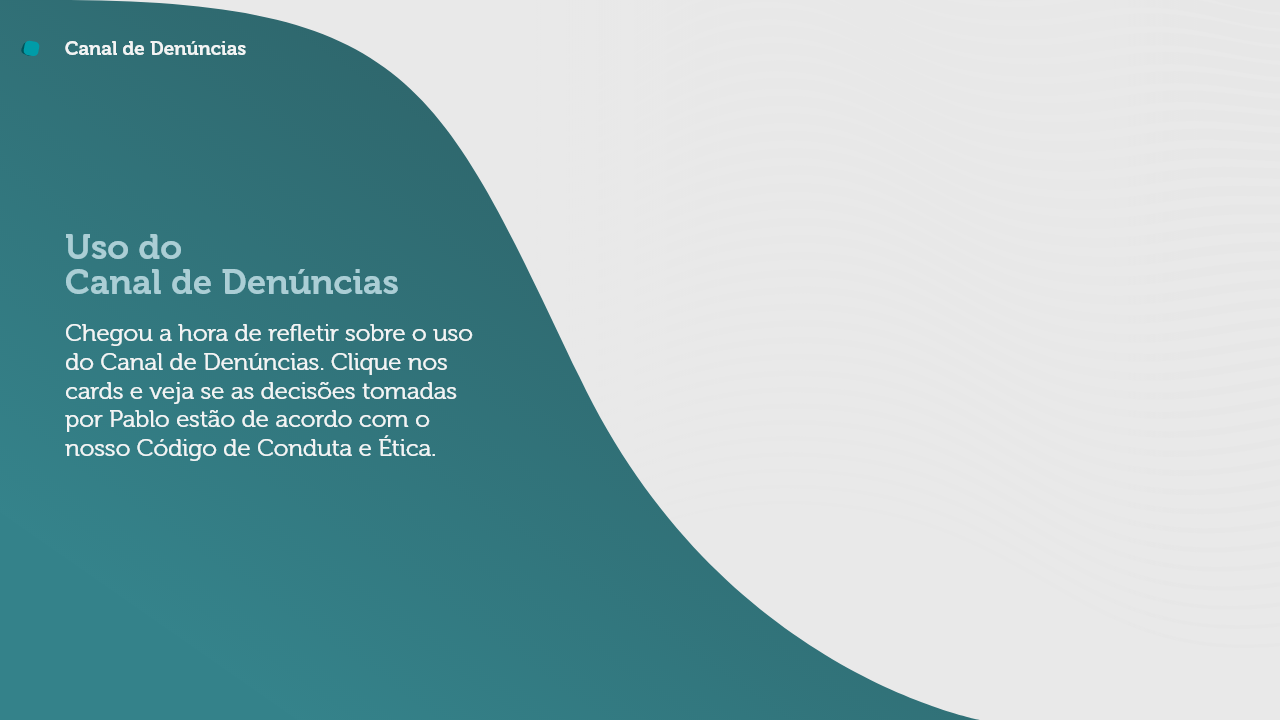 Canal de Denúncias
Uso do
Canal de Denúncias
Chegou a hora de refletir sobre o uso
do Canal de Denúncias. Clique nos
cards e veja se as decisões tomadas
por Pablo estão de acordo com o
nosso Código de Conduta e Ética.